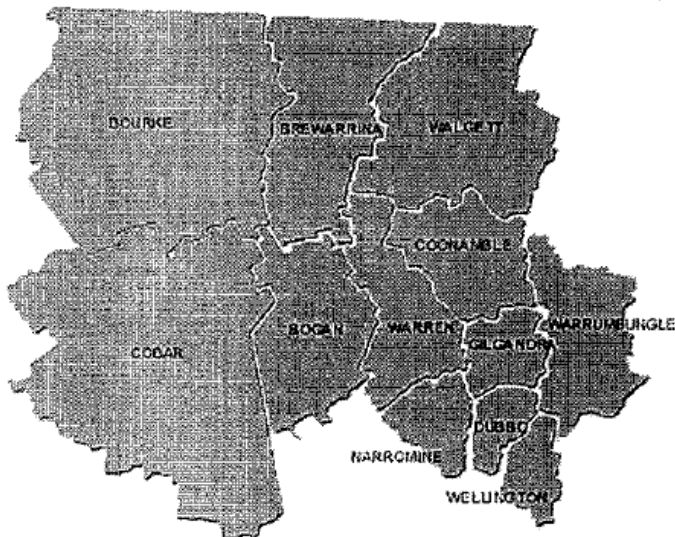 BOURKE
BREWARRINA
WALGETT
COONAMBLE
BOGAN
WARREN
GILGANDRA
WARRUMBUNGLE
COBAR
DUBBO
NARROMINE
WELLINGTON